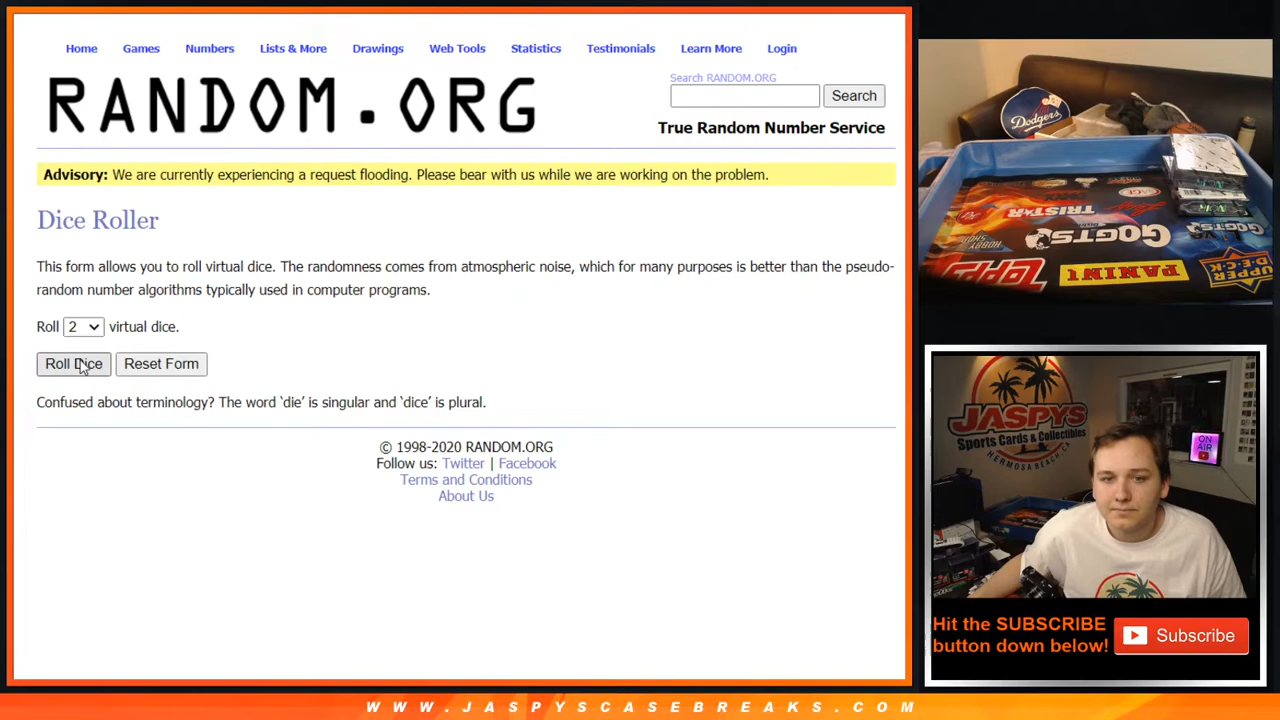 Home Games Numbers Lists & More Drawings Web Tools Statistics Testimonials Learn More Login
RANDOM.ORG
Search RANDOM.ORG
Search
True Random Number Service
Advisory: We are currently experiencing a request flooding. Please bear with us while we are working on the problem.
Dice Roller
This form allows you to roll virtual dice. The randomness comes from atmospheric noise, which for many purposes is better than the pseudo-
random number algorithms typically used in computer programs.
Roll 2 virtual dice.
Roll Dice Reset Form
Confused about terminology? The word ‘die’ is singular and ‘dice’ is plural.
© 1998-2020 RANDOM.ORG
Follow us: Twitter | Facebook
Terms and Conditions
About Us
Dodgers
TRISTAR
HOBBY
SHOP
GOGTS
GOGTS
Topps
PANINI
UPPER
DECK
JASPYS
Sports Cards & Collectibles
HERMOSA BEACH, CA
ON
AIR
Hit the SUBSCRIBE
button down below!
Subscribe
WWW.JASPYSCASEBREAKS.COM